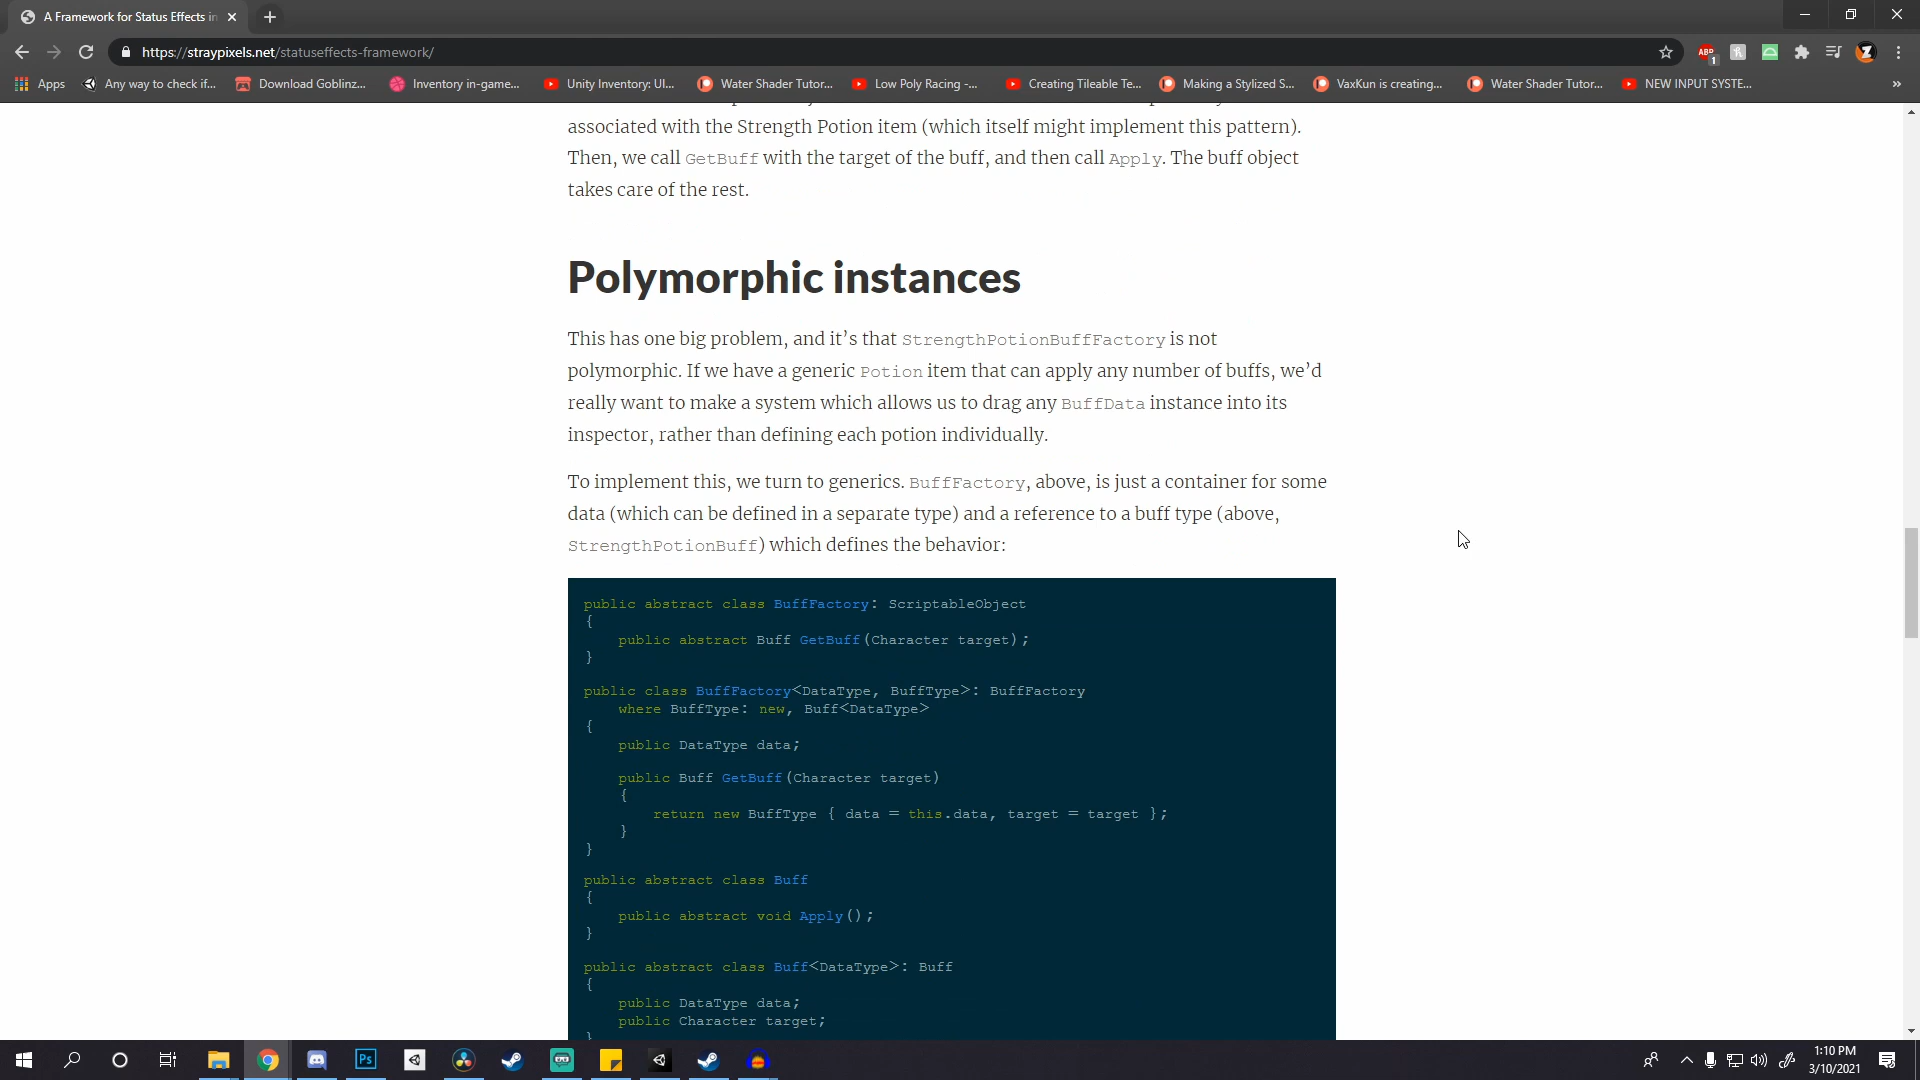 A Framework for Status Effects in
https://straypixels.net/statuseffects-framework/
ABP
1
Apps
Any way to check if...
Download Goblinz...
Inventory in-game...
Unity Inventory: UI...
Water Shader Tutor...
Low Poly Racing -...
Creating Tileable Te...
Making a Stylized S...
VaxKun is creating...
Water Shader Tutor...
NEW INPUT SYSTE...
»
associated with the Strength Potion item (which itself might implement this pattern).
Then, we call GetBuff with the target of the buff, and then call Apply. The buff object
takes care of the rest.
Polymorphic instances
This has one big problem, and it’s that StrengthPotionBuffFactory is not
polymorphic. If we have a generic Potion item that can apply any number of buffs, we’d
really want to make a system which allows us to drag any BuffData instance into its
inspector, rather than defining each potion individually.
To implement this, we turn to generics. BuffFactory, above, is just a container for some
data (which can be defined in a separate type) and a reference to a buff type (above,
StrengthPotionBuff) which defines the behavior:
public abstract class BuffFactory: ScriptableObject
{
public abstract Buff GetBuff(Character target);
}
public class BuffFactory<DataType, BuffType>: BuffFactory
where BuffType: new, Buff<DataType>
{
public DataType data;
public Buff GetBuff(Character target)
{
return new BuffType { data = this.data, target = target };
}
}
public abstract class Buff
{
public abstract void Apply();
}
public abstract class Buff<DataType>: Buff
{
public DataType data;
public Character target;
}
Ps
1:10 PM
3/10/2021